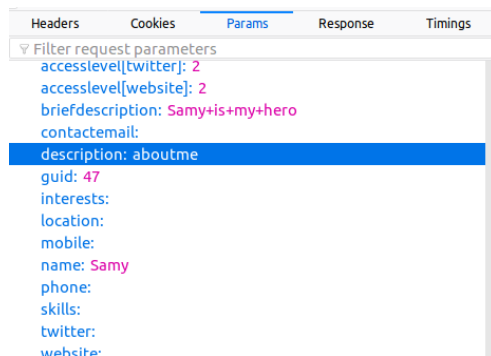 Headers Cookies Params Response Timings
Filter request parameters
accesslevel[twitter]: 2
accesslevel[website]: 2
briefdescription: Samy+is+my+hero
contactemail:
description: aboutme
guid: 47
interests:
location:
mobile:
name: Samy
phone:
skills:
twitter:
website: